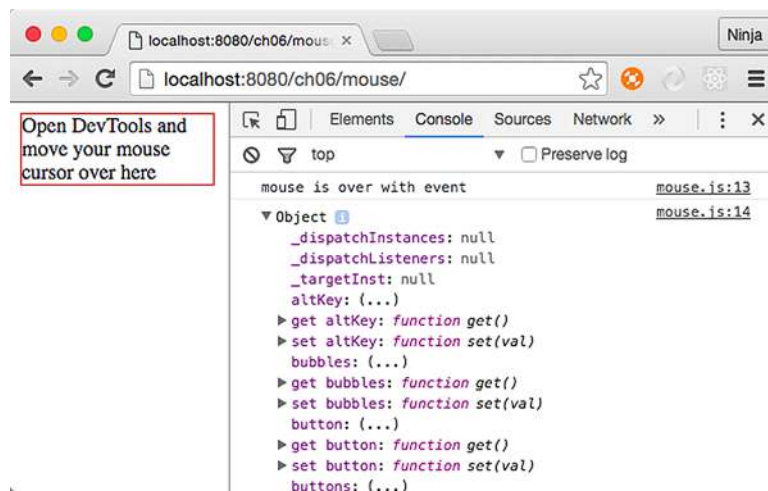 localhost:8080/ch06/mous ×
Ninja
localhost:8080/ch06/mouse/
Open DevTools and
move your mouse
cursor over here
Elements Console Sources Network »
top ▼ Preserve log
mouse is over with event mouse.js:13
▼Object i mouse.js:14
_dispatchInstances: null
_dispatchListeners: null
_targetInst: null
altKey: (...)
▶get altKey: function get()
▶set altKey: function set(val)
bubbles: (...)
▶get bubbles: function get()
▶set bubbles: function set(val)
button: (...)
▶get button: function get()
▶set button: function set(val)
buttons: (...)